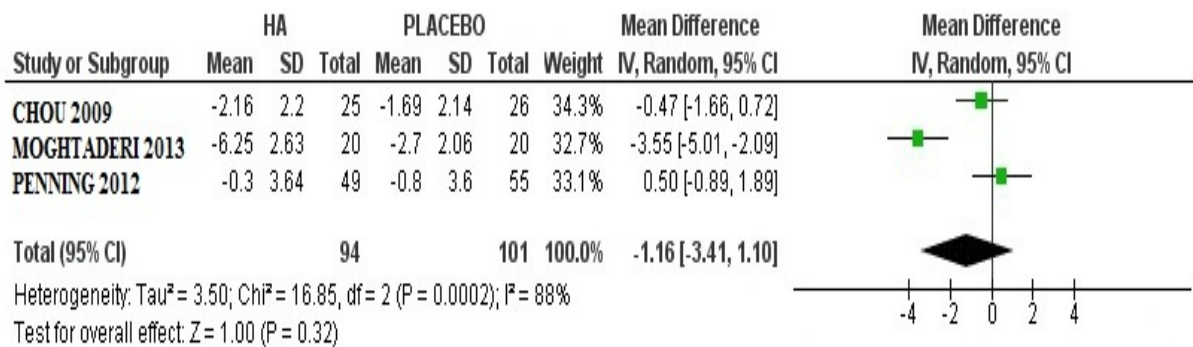 HA PLACEBO Mean Difference Mean Difference
Study or Subgroup Mean SD Total Mean SD Total Weight IV, Random, 95% CI IV, Random, 95% CI
CHOU 2009 -2.16 2.2 25 -1.69 2.14 26 34.3% -0.47 [-1.66, 0.72]
MOGHTADERI 2013 -6.25 2.63 20 -2.7 2.06 20 32.7% -3.55 [-5.01, -2.09]
PENNING 2012 -0.3 3.64 49 -0.8 3.6 55 33.1% 0.50 [-0.89, 1.89]
Total (95% CI) 94 101 100.0% -1.16 [-3.41, 1.10]
Heterogeneity: Tau² = 3.50; Chi² = 16.85, df = 2 (P = 0.0002); I² = 88%
Test for overall effect: Z = 1.00 (P = 0.32)
-4 -2 0 2 4